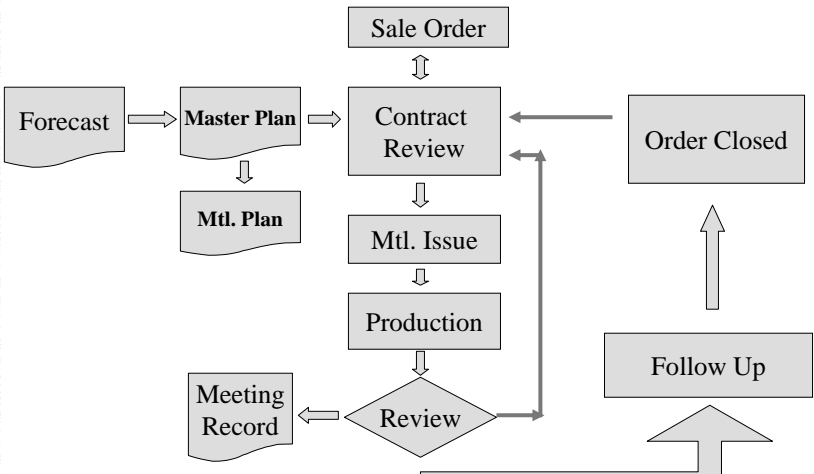 Sale Order
Forecast
Master Plan
Contract
Review
Order Closed
Mtl. Plan
Mtl. Issue
Production
Follow Up
Meeting
Record
Review